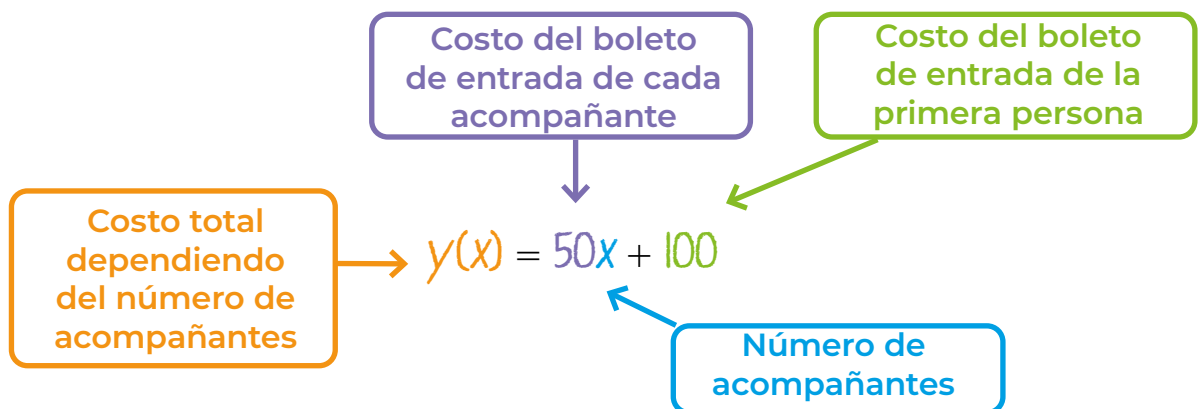 Costo del boleto
de entrada de cada
acompañante
Costo del boleto
de entrada de la
primera persona
Costo total
dependiendo
del número de
acompañantes
y(x) = 50x + 100
Número de
acompañantes